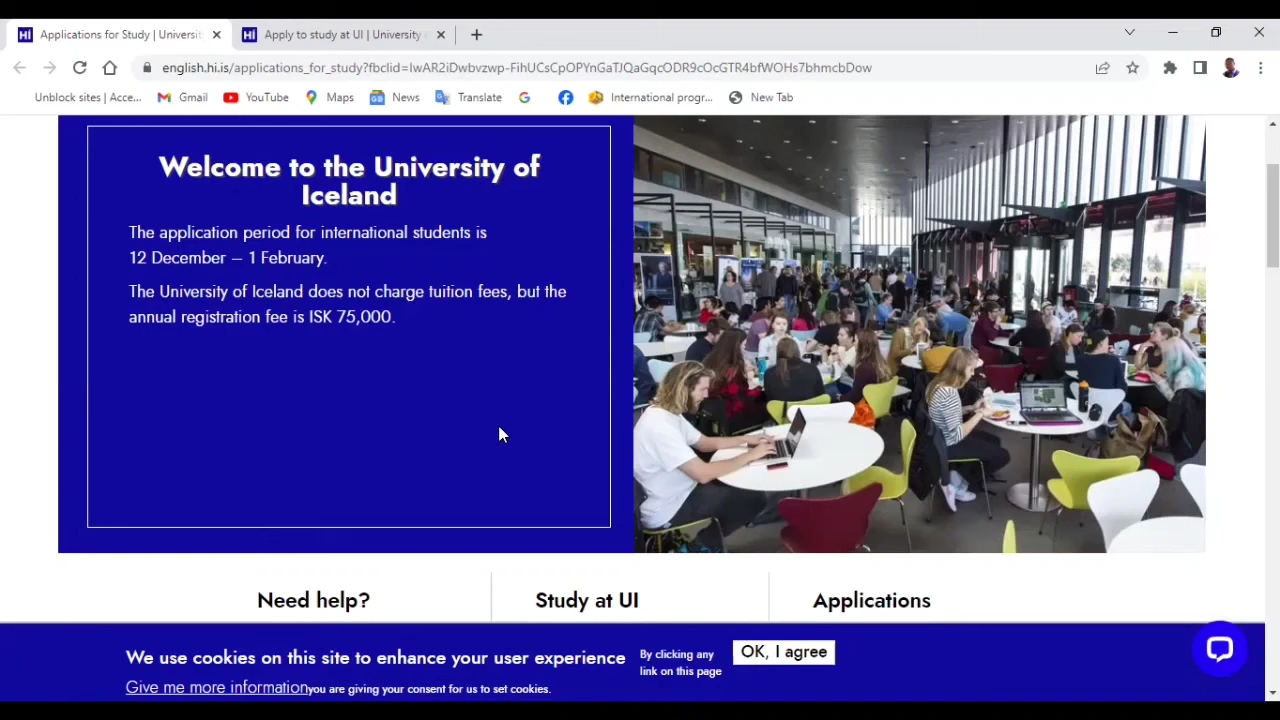 Applications for Study | Universit
Apply to study at UI | University
english.hi.is/applications_for_study?fbclid=IwAR2iDwbvzwp-FihUCsCpOPYnGaTJQaGqcODR9cOcGTR4bfWOHs7bhmcbDow
Unblock sites | Acce... Gmail YouTube Maps News Translate International progr... New Tab
Welcome to the University of
Iceland
The application period for international students is
12 December – 1 February.
The University of Iceland does not charge tuition fees, but the
annual registration fee is ISK 75,000.
Need help?
Study at UI
Applications
We use cookies on this site to enhance your user experience
Give me more information you are giving your consent for us to set cookies.
By clicking any
link on this page
OK, I agree